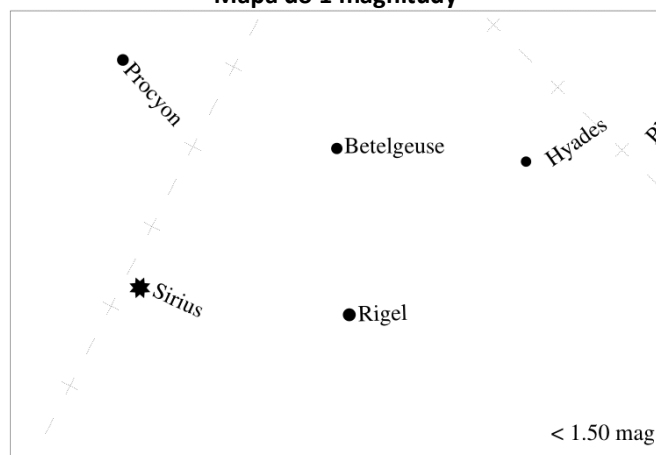 Mapa do 1 magnitudy
Procyon
Betelgeuse
Hyades
Sirius
Rigel
< 1.50 mag